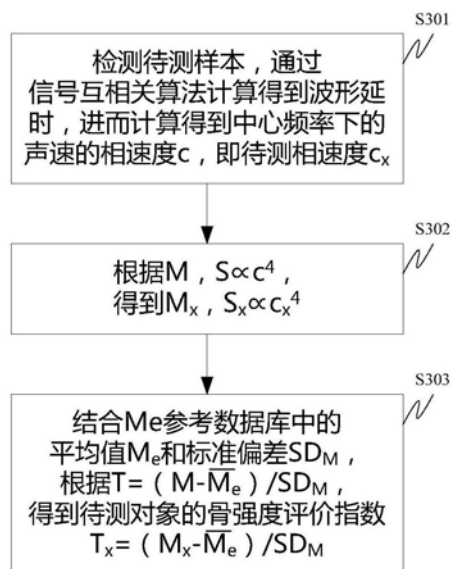 S301
检测待测样本，通过
信号互相关算法计算得到波形延
时，进而计算得到中心频率下的
声速的相速度c，即待测相速度cₓ
S302
根据M，S∝c⁴，
得到Mₓ，Sₓ∝cₓ⁴
S303
结合Me参考数据库中的
平均值Mₑ和标准偏差SD_M，
根据T=（M-M̅ₑ）/SD_M，
得到待测对象的骨强度评价指数
Tₓ=（Mₓ-M̅ₑ）/SD_M